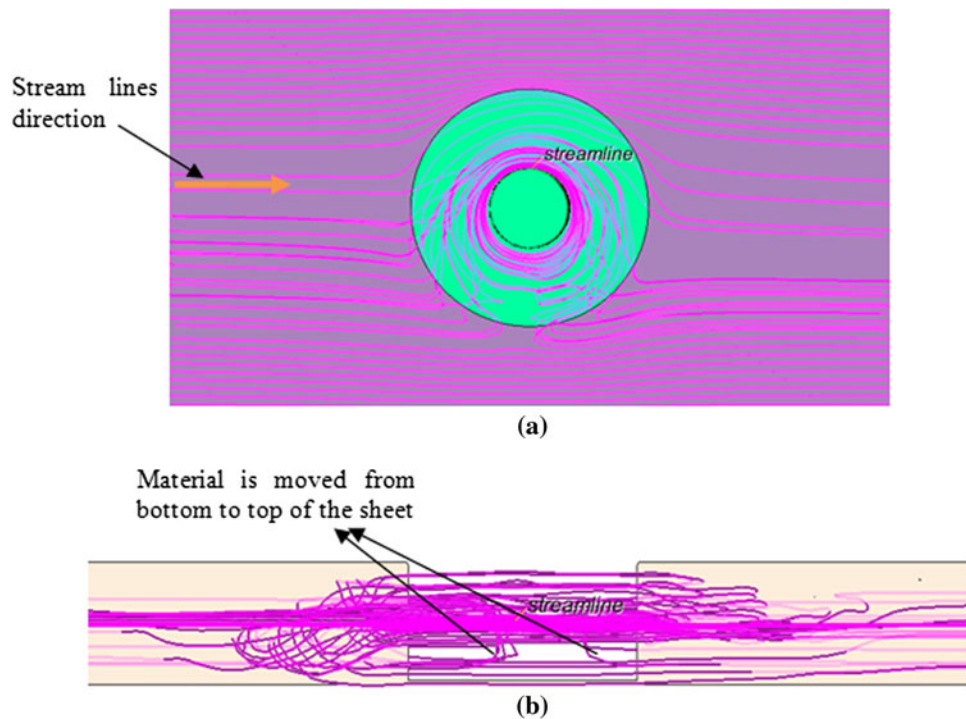 Stream lines
direction
streamline
(a)
Material is moved from
bottom to top of the sheet
streamline
(b)